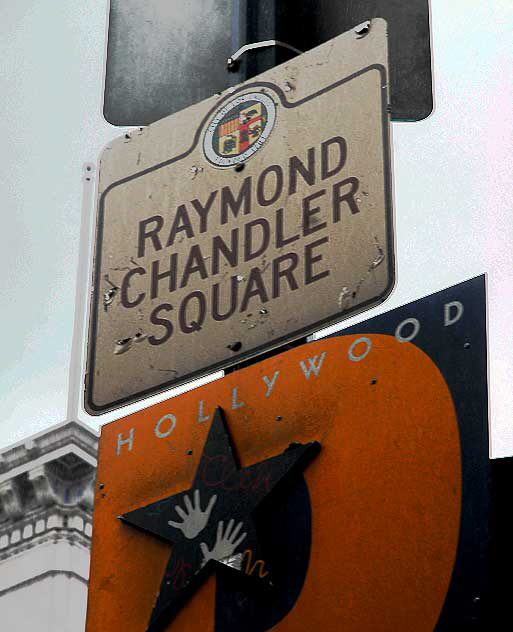 RAYMOND
CHANDLER
SQUARE
HOLLYWOOD
P